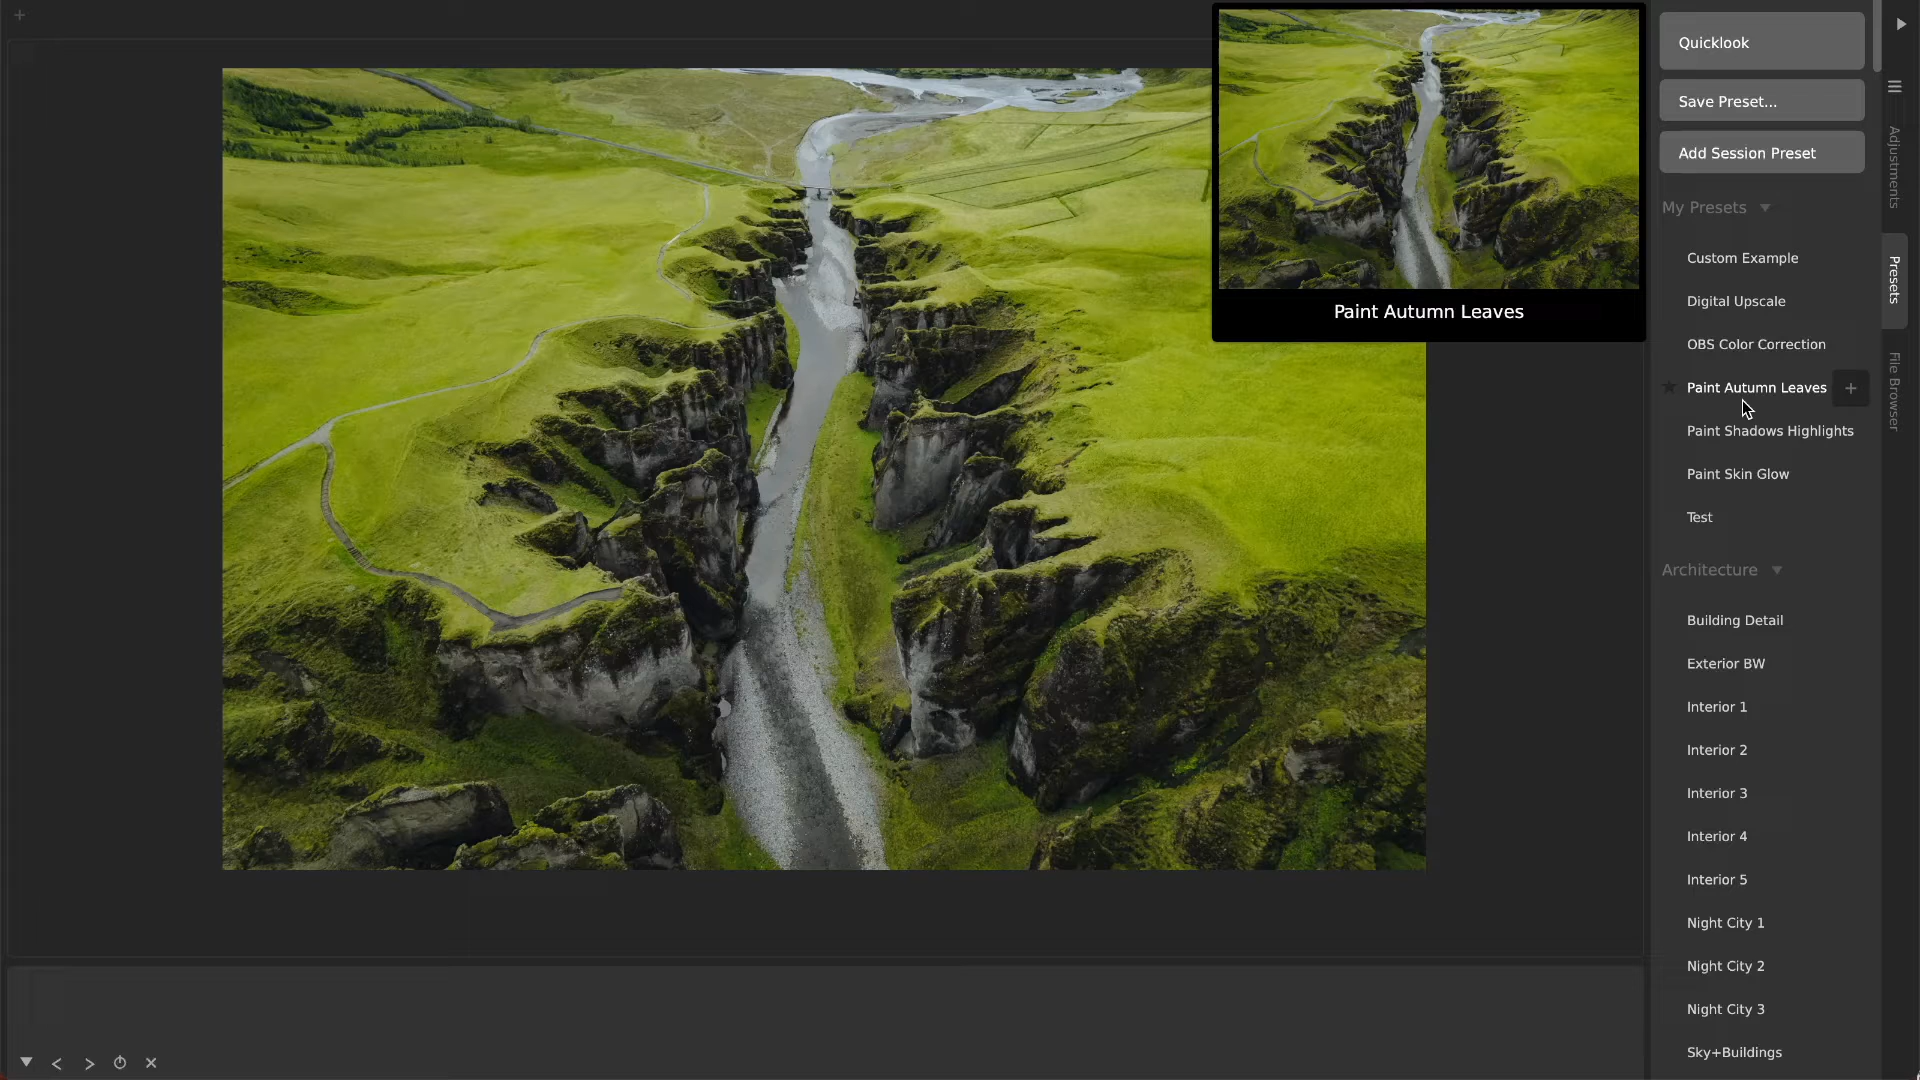 Quicklook
Save Preset...
Add Session Preset
My Presets
Custom Example
Digital Upscale
OBS Color Correction
Paint Autumn Leaves
Paint Shadows Highlights
Paint Skin Glow
Test
Architecture
Building Detail
Exterior BW
Interior 1
Interior 2
Interior 3
Interior 4
Interior 5
Night City 1
Night City 2
Night City 3
Sky+Buildings
Paint Autumn Leaves
Adjustments
Presets
File Browser